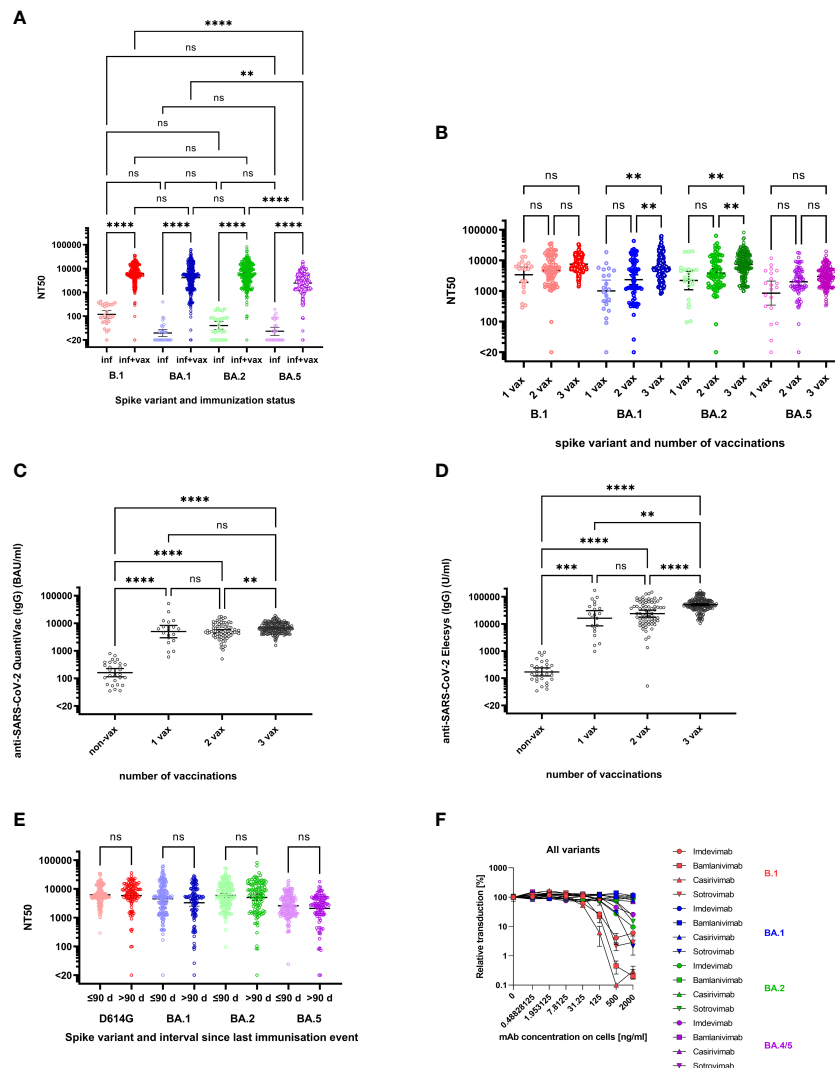 A
****
ns
**
ns
ns
**
ns ns ns
ns ns ****
**** **** **** ****
NT50
100000
10000
1000
100
<20
inf inf+vax inf inf+vax inf inf+vax inf inf+vax
B.1 BA.1 BA.2 BA.5
Spike variant and immunization status
B
ns ** ** ns
ns ns ns ** ns ** ns ns
NT50
100000
10000
1000
100
<20
1 vax 2 vax 3 vax 1 vax 2 vax 3 vax 1 vax 2 vax 3 vax 1 vax 2 vax 3 vax
B.1 BA.1 BA.2 BA.5
spike variant and number of vaccinations
C
****
ns
****
**** ns **
anti-SARS-CoV-2 QuantiVac (IgG) (BAU/ml)
100000
10000
1000
100
<20
non-vax 1 vax 2 vax 3 vax
number of vaccinations
D
****
**
****
*** ns ****
anti-SARS-CoV-2 Elecsys (IgG) (U/ml)
100000
10000
1000
100
<20
non-vax 1 vax 2 vax 3 vax
number of vaccinations
E
ns ns ns ns
NT50
100000
10000
1000
100
<20
≤90 d >90 d ≤90 d >90 d ≤90 d >90 d ≤90 d >90 d
D614G BA.1 BA.2 BA.5
Spike variant and interval since last immunisation event
F
All variants
Relative transduction [%]
1000
100
10
1
0.1
0 0.48828125 1.953125 7.8125 31.25 125 500 2000
mAb concentration on cells [ng/ml]
Imdevimab
Bamlanivimab
Casirivimab
Sotrovimab
B.1
Imdevimab
Bamlanivimab
Casirivimab
Sotrovimab
BA.1
Imdevimab
Bamlanivimab
Casirivimab
Sotrovimab
BA.2
Imdevimab
Bamlanivimab
Casirivimab
Sotrovimab
BA.4/5